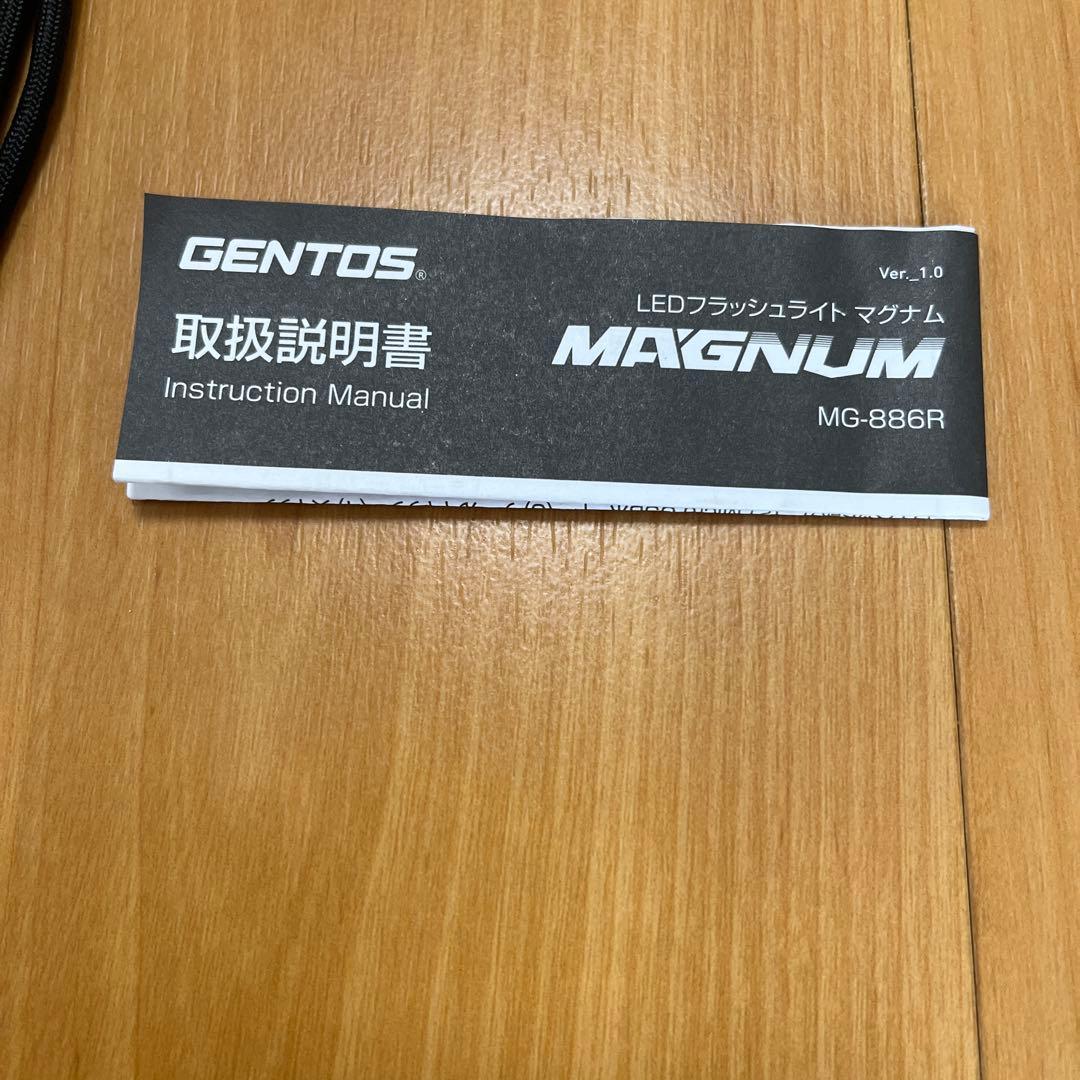 GENTOS®
取扱説明書
Instruction Manual
Ver._1.0
LEDフラッシュライト マグナム
MAGNUM
MG-886R